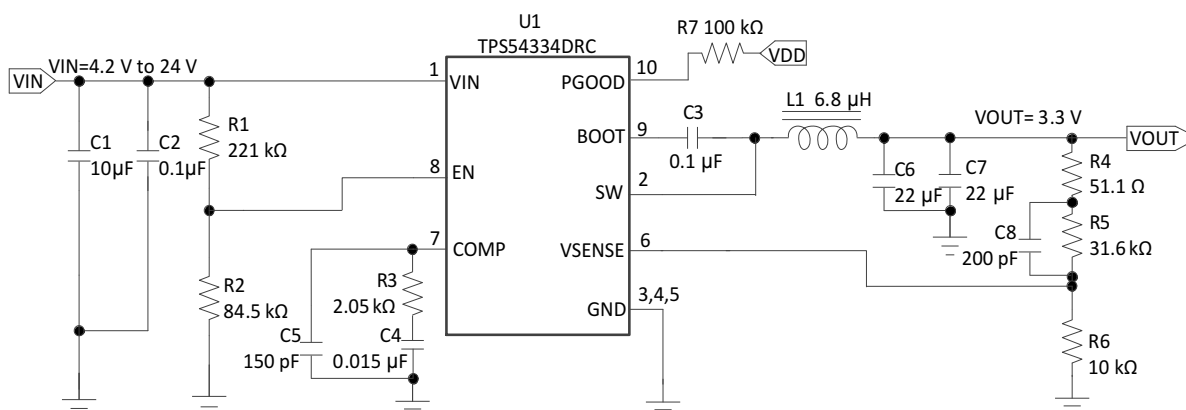 U1
TPS54334DRC
R7 100 kΩ
VDD
VIN
VIN=4.2 V to 24 V
1
VIN
PGOOD
10
C1
10µF
C2
0.1µF
R1
221 kΩ
8
EN
BOOT
9
C3
0.1 µF
L1 6.8 µH
VOUT= 3.3 V
VOUT
SW
2
C6
22 µF
C7
22 µF
R4
51.1 Ω
7
COMP
VSENSE
6
C8
200 pF
R5
31.6 kΩ
R2
84.5 kΩ
R3
2.05 kΩ
C5
150 pF
C4
0.015 µF
GND
3,4,5
R6
10 kΩ